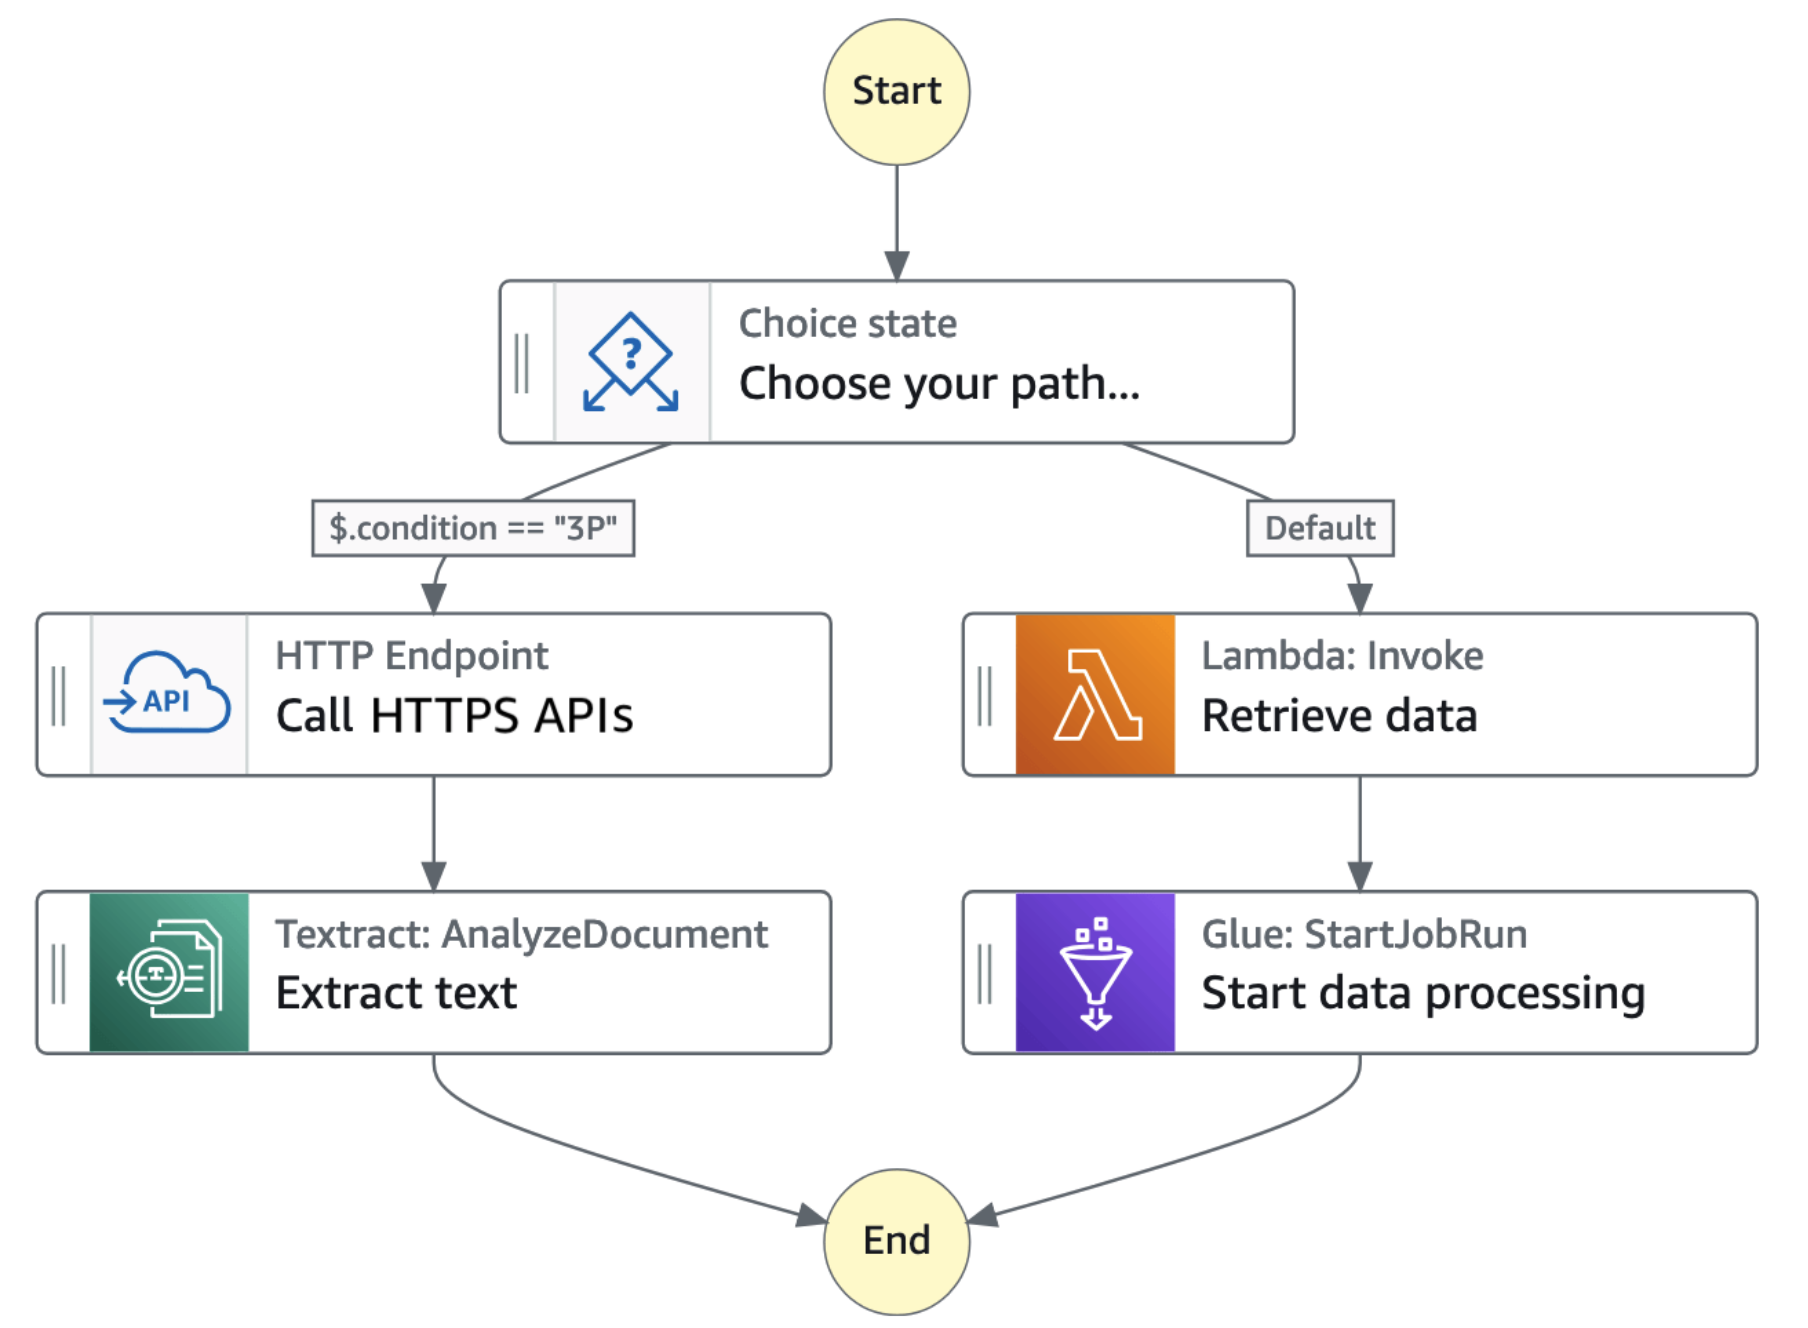 Start
?
Choice state
Choose your path...
$.condition == "3P"
Default
API
HTTP Endpoint
Call HTTPS APIs
Lambda: Invoke
Retrieve data
T
Textract: AnalyzeDocument
Extract text
Glue: StartJobRun
Start data processing
End